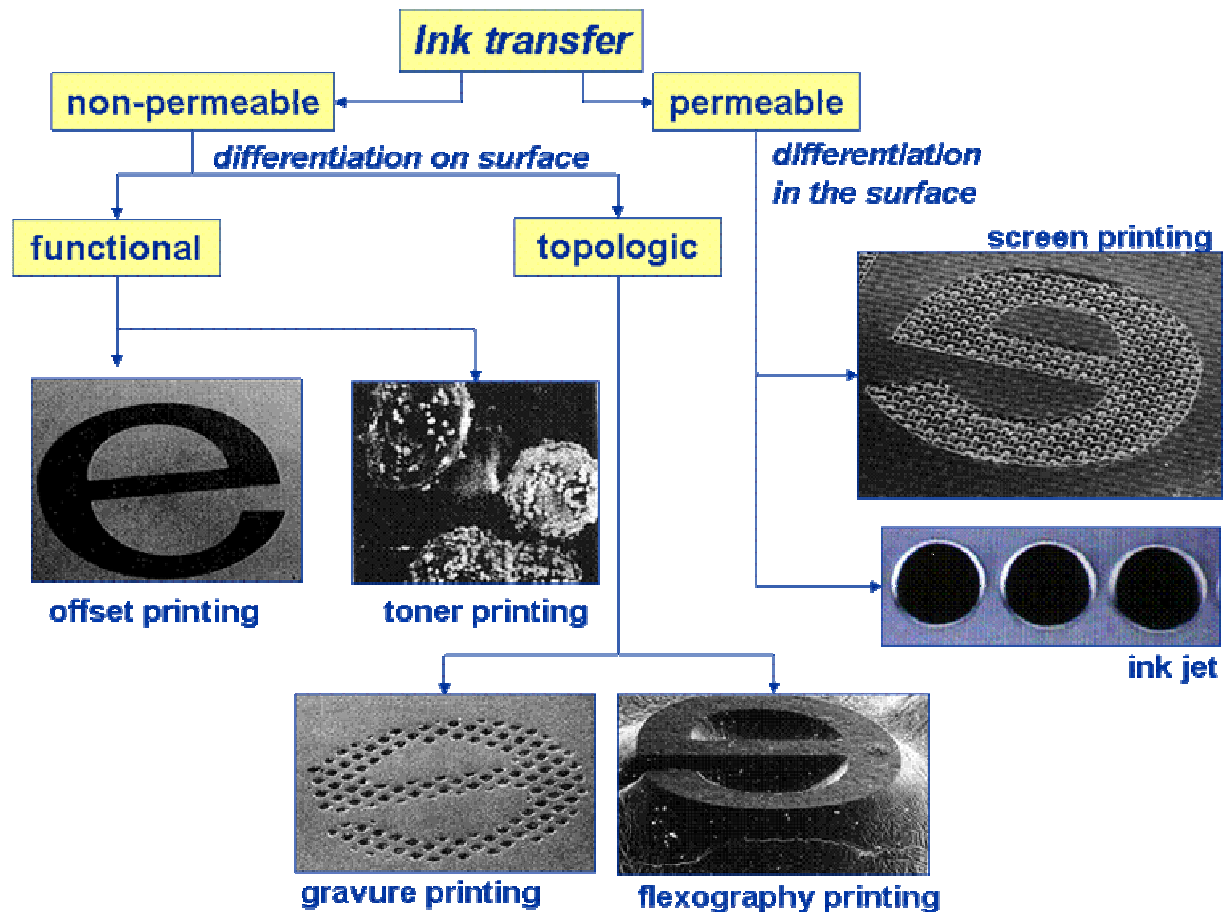 Ink transfer
non-permeable
permeable
differentiation on surface
differentiation
in the surface
functional
topologic
screen printing
offset printing
toner printing
ink jet
gravure printing
flexography printing